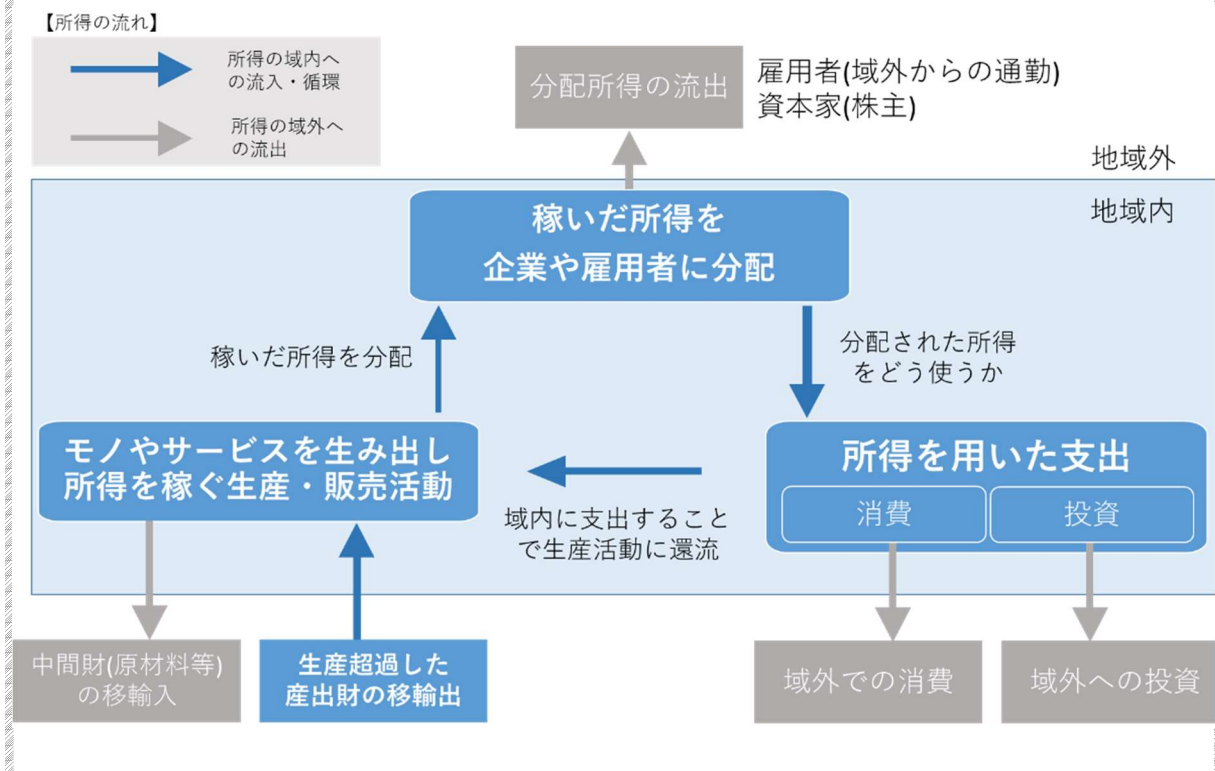 【所得の流れ】
所得の域内へ
の流入・循環
所得の域外へ
の流出
分配所得の流出
雇用者(域外からの通勤)
資本家(株主)
地域外
地域内
稼いだ所得を
企業や雇用者に分配
稼いだ所得を分配
分配された所得
をどう使うか
モノやサービスを生み出し
所得を稼ぐ生産・販売活動
所得を用いた支出
消費
投資
域内に支出すること
で生産活動に還流
中間財(原材料等)
の移輸入
生産超過した
産出財の移輸出
域外での消費
域外への投資